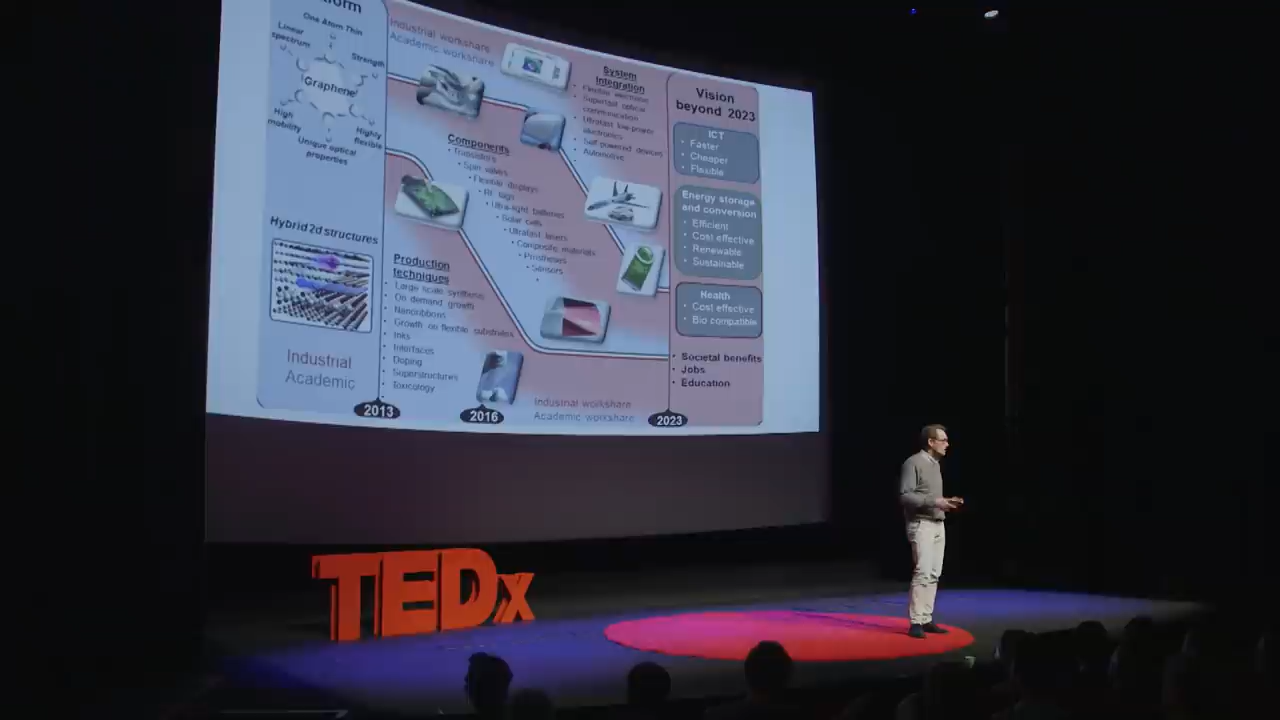 One Atom Thin
Linear
spectrum
Strength
Graphene
High
mobility
Highly
flexible
Unique optical
properties
Hybrid 2d structures
Industrial
Academic
Industrial workshare
Academic workshare
Components
Transistors
Spin valves
Flexible displays
RF tags
Ultra-light batteries
Solar cells
Ultrafast lasers
Composite materials
Prostheses
Sensors
Production
techniques
Large scale synthesis
On demand growth
Nanoribbons
Growth on flexible substrates
Inks
Interfaces
Doping
Superstructures
Toxicology
System
Integration
Flexible electronic
Superfast optical
communication
Ultrafast low-power
electronics
Self powered devices
Automotive
Industrial workshare
Academic workshare
Vision
beyond 2023
ICT
• Faster
• Cheaper
• Flexible
Energy storage
and conversion
• Efficient
• Cost effective
• Renewable
• Sustainable
Health
• Cost effective
• Bio compatible
• Societal benefits
• Jobs
• Education
2013
2016
2023
TEDx